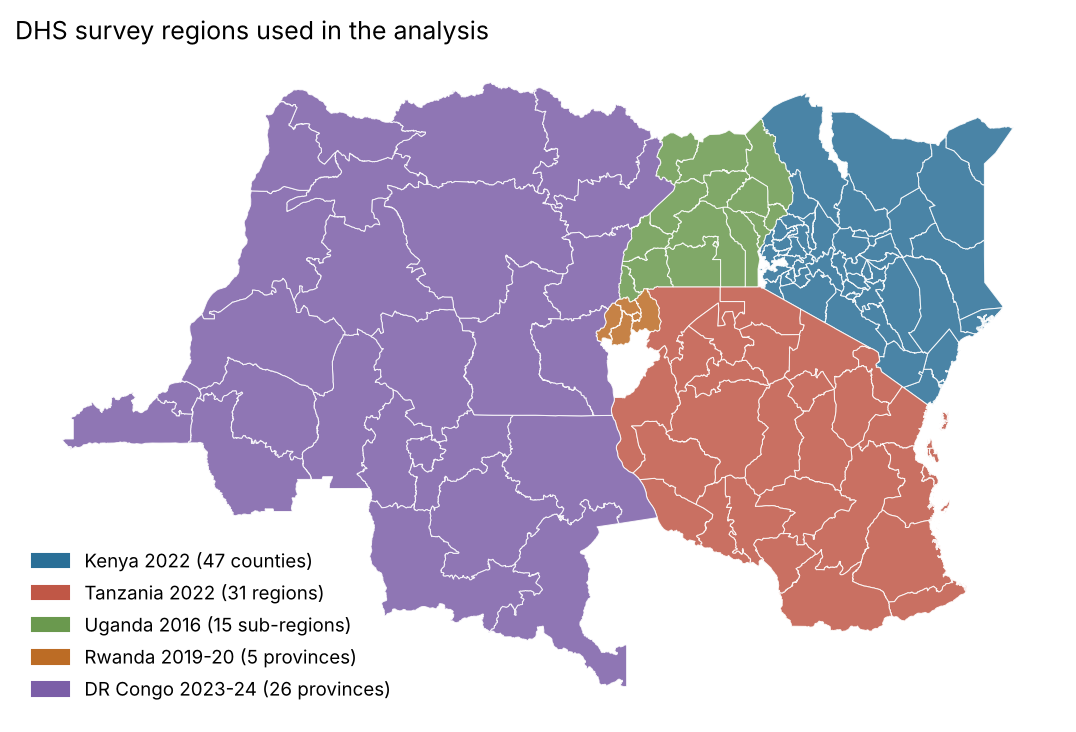 DHS survey regions used in the analysis
Kenya 2022 (47 counties)
Tanzania 2022 (31 regions)
Uganda 2016 (15 sub-regions)
Rwanda 2019-20 (5 provinces)
DR Congo 2023-24 (26 provinces)